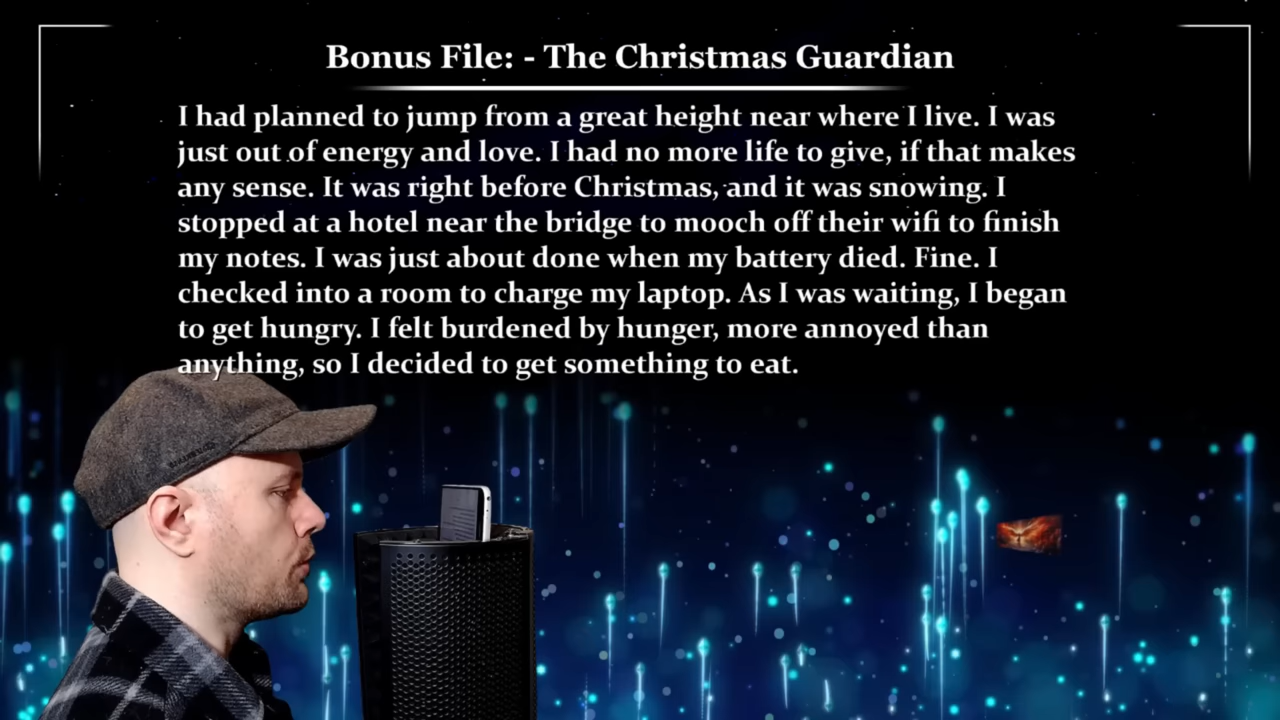 Bonus File: - The Christmas Guardian
I had planned to jump from a great height near where I live. I was
just out of energy and love. I had no more life to give, if that makes
any sense. It was right before Christmas, and it was snowing. I
stopped at a hotel near the bridge to mooch off their wifi to finish
my notes. I was just about done when my battery died. Fine. I
checked into a room to charge my laptop. As I was waiting, I began
to get hungry. I felt burdened by hunger, more annoyed than
anything, so I decided to get something to eat.